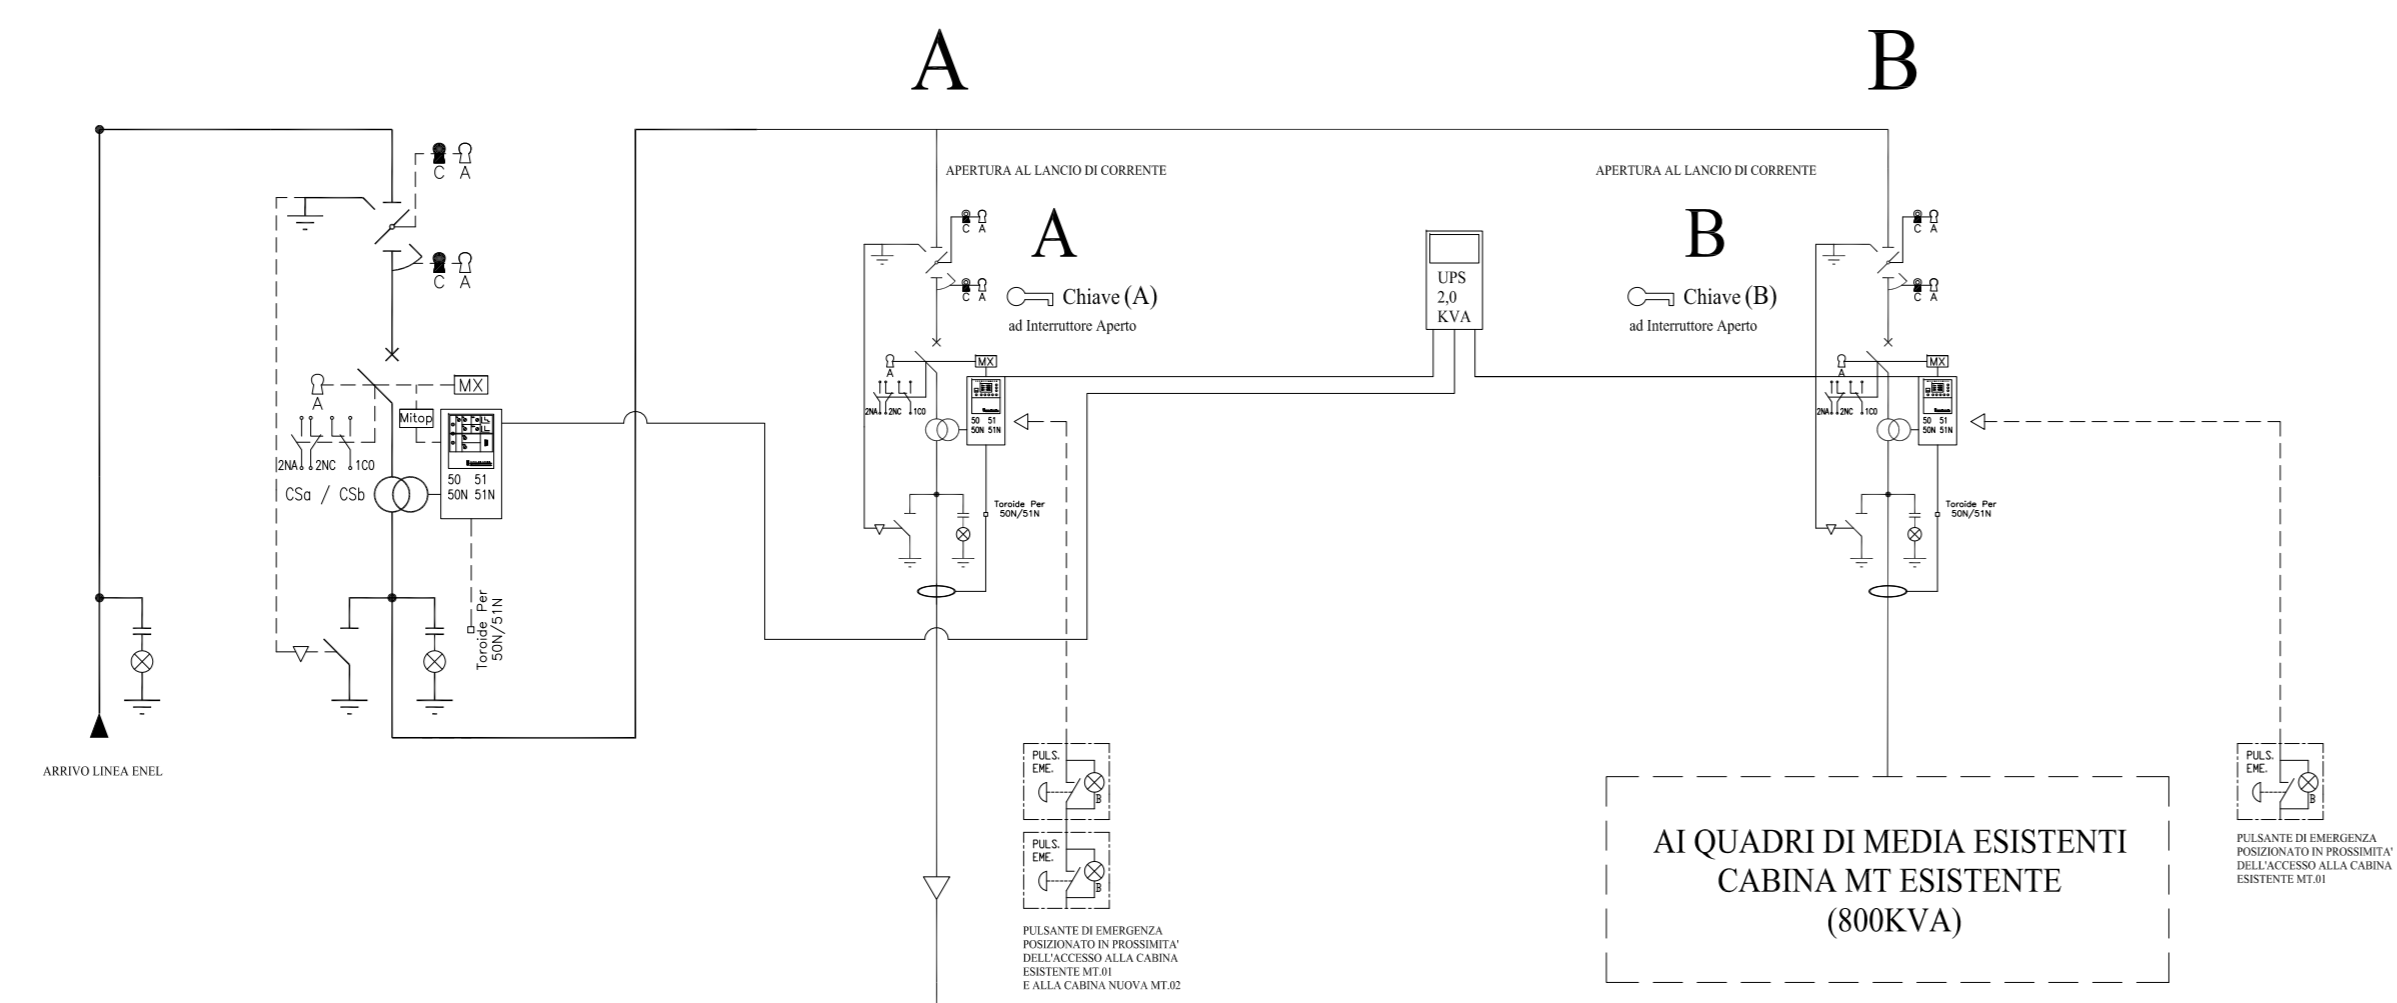 A
B
APERTURA AL LANCIO DI CORRENTE
APERTURA AL LANCIO DI CORRENTE
C A
C A
A
MX
Mitop
2NA 2NC 1CO
CSa / CSb
50 51
50N 51N
Toroide Per
50N/51N
ARRIVO LINEA ENEL
C A
A
C A
Chiave (A)
ad Interruttore Aperto
A
MX
2NA 2NC 1CO
50 51
50N 51N
Toroide Per
50N/51N
UPS
2,0
KVA
B
Chiave (B)
ad Interruttore Aperto
C A
C A
A
MX
2NA 2NC 1CO
50 51
50N 51N
Toroide Per
50N/51N
PULS.
EME.
B
PULS.
EME.
B
PULSANTE DI EMERGENZA
POSIZIONATO IN PROSSIMITA'
DELL'ACCESSO ALLA CABINA
ESISTENTE MT.01
E ALLA CABINA NUOVA MT.02
AI QUADRI DI MEDIA ESISTENTI
CABINA MT ESISTENTE
(800KVA)
PULS.
EME.
B
PULSANTE DI EMERGENZA
POSIZIONATO IN PROSSIMITA'
DELL'ACCESSO ALLA CABINA
ESISTENTE MT.01